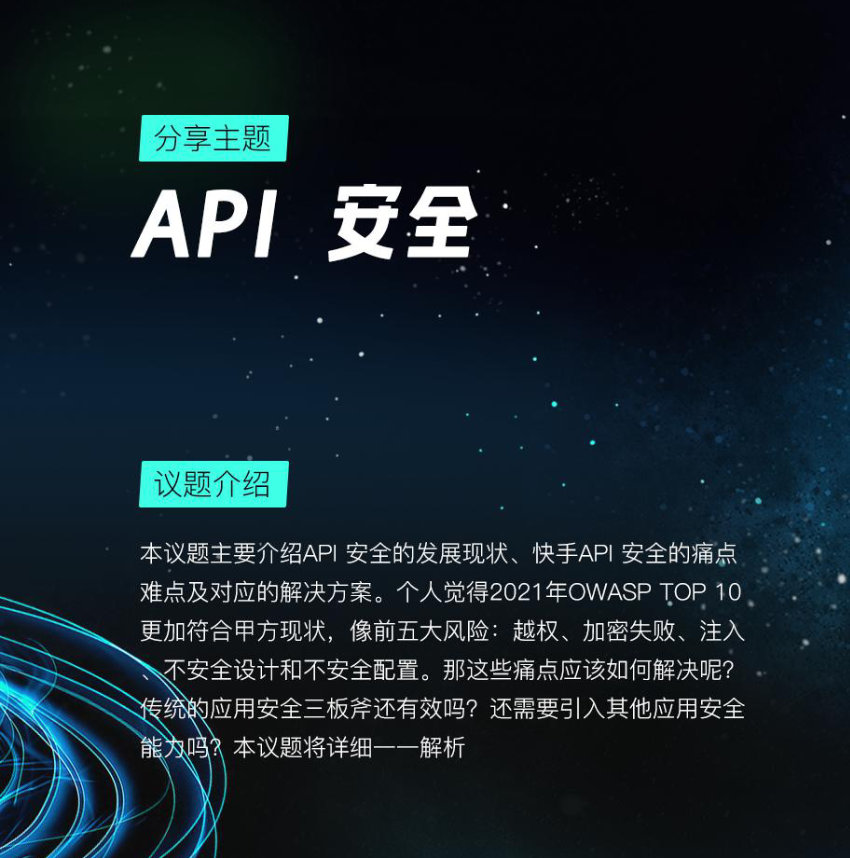 分享主题
API 安全
议题介绍
本议题主要介绍API 安全的发展现状、快手API 安全的痛点
难点及对应的解决方案。个人觉得2021年OWASP TOP 10
更加符合甲方现状，像前五大风险：越权、加密失败、注入
、不安全设计和不安全配置。那这些痛点应该如何解决呢？
传统的应用安全三板斧还有效吗？还需要引入其他应用安全
能力吗？本议题将详细一一解析